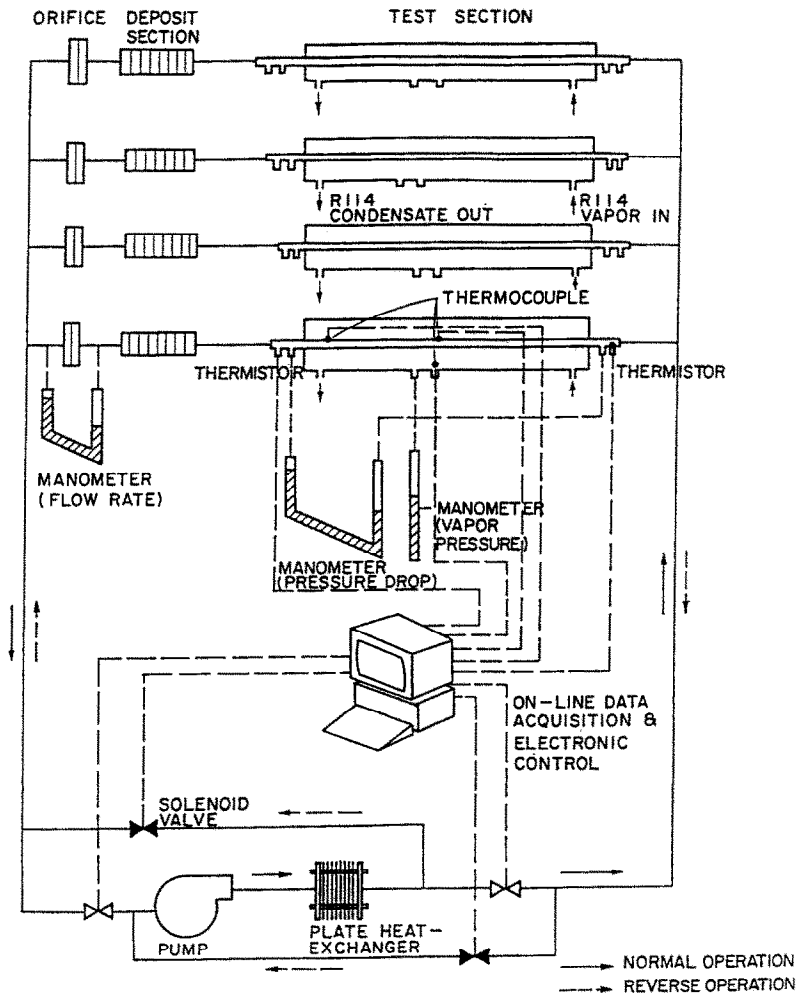 ORIFICE DEPOSIT SECTION
TEST SECTION
R114
CONDENSATE OUT
R114
VAPOR IN
THERMOCOUPLE
THERMISTOR
THERMISTOR
MANOMETER
(FLOW RATE)
MANOMETER
(VAPOR
PRESSURE)
MANOMETER
(PRESSURE DROP)
ON-LINE DATA
ACQUISITION &
ELECTRONIC
CONTROL
SOLENOID
VALVE
PUMP
PLATE HEAT-
EXCHANGER
NORMAL OPERATION
REVERSE OPERATION